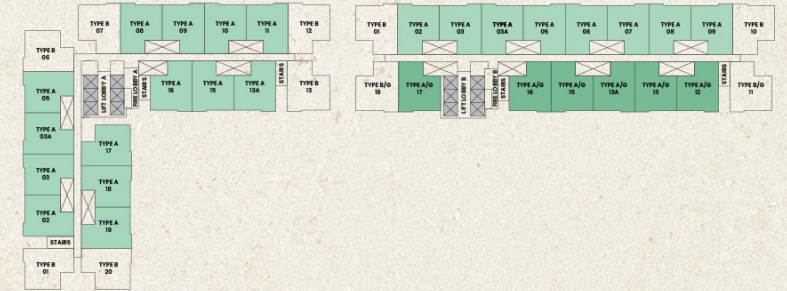 TYPE B
07
TYPE A
08
TYPE A
09
TYPE A
10
TYPE A
11
TYPE B
12
TYPE B
06
TYPE A
05
TYPE A
03A
TYPE A
03
TYPE A
02
STAIRS
TYPE B
01
LIFT LOBBY A
FIRE LOBBY A
STAIRS
TYPE A
16
TYPE A
15
TYPE A
13A
STAIRS
TYPE B
13
TYPE A
17
TYPE A
18
TYPE A
19
TYPE B
20
TYPE B
01
TYPE A
02
TYPE A
03
TYPE A
03A
TYPE A
05
TYPE A
06
TYPE A
07
TYPE A
08
TYPE A
09
TYPE B
10
TYPE B/G
18
TYPE A/G
17
LIFT LOBBY B
FIRE LOBBY B
STAIRS
TYPE A/G
16
TYPE A/G
15
TYPE A/G
13A
TYPE A/G
13
TYPE A/G
12
STAIRS
TYPE B/G
11